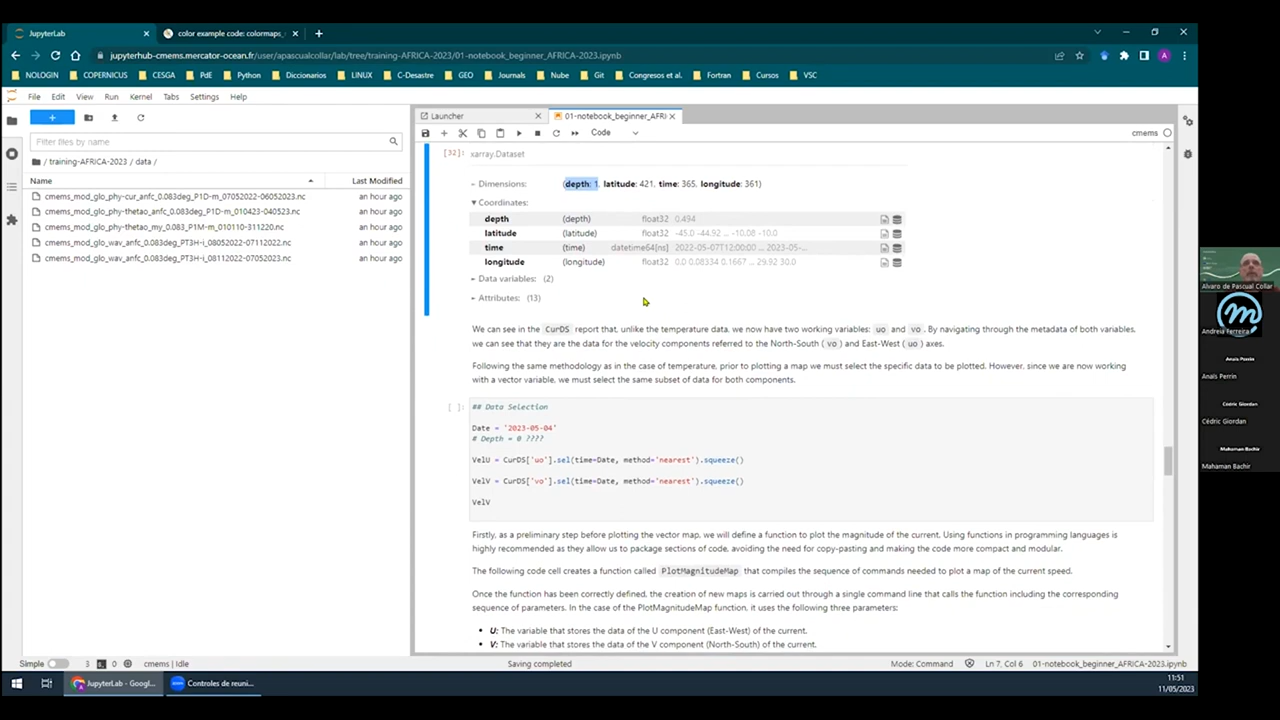 JupyterLab
color example code: colormaps_
jupyterhub-cmems.mercator-ocean.fr/user/apascualcollar/lab/tree/training-AFRICA-2023/01-notebook_beginner_AFRICA-2023.ipynb
A
NOLOGIN COPERNICUS CESGA PdE Python Diccionarios LINUX C-Desastre GEO Journals Nube Git Congresos et al. Fortran Cursos VSC
File Edit View Run Kernel Tabs Settings Help
Launcher
01-notebook_beginner_AFRI
Code
cmems
Filter files by name
/ training-AFRICA-2023 / data /
Name Last Modified
cmems_mod_glo_phy-cur_anfc_0.083deg_P1D-m_07052022-06052023.nc an hour ago
cmems_mod_glo_phy-thetao_anfc_0.083deg_P1D-m_010423-040523.nc an hour ago
cmems_mod_glo_phy-thetao_my_0.083deg_P1M-m_010110-311220.nc an hour ago
cmems_mod_glo_wav_anfc_0.083deg_PT3H-i_08052022-07112022.nc an hour ago
cmems_mod_glo_wav_anfc_0.083deg_PT3H-i_08112022-07052023.nc an hour ago
[32]: xarray.Dataset
Dimensions: (depth: 1, latitude: 421, time: 365, longitude: 361)
Coordinates:
depth (depth) float32 0.494
latitude (latitude) float32 -45.0 -44.92 ... -10.08 -10.0
time (time) datetime64[ns] 2022-05-07T12:00:00 ... 2023-05-...
longitude (longitude) float32 0.0 0.08334 0.1667 ... 29.92 30.0
Data variables: (2)
Attributes: (13)
We can see in the CurDS report that, unlike the temperature data, we now have two working variables: uo and vo. By navigating through the metadata of both variables,
we can see that they are the data for the velocity components referred to the North-South (vo) and East-West (uo) axes.
Following the same methodology as in the case of temperature, prior to plotting a map we must select the specific data to be plotted. However, since we are now working
with a vector variable, we must select the same subset of data for both components.
[ ]: ## Data Selection
Date = '2023-05-04'
# Depth = 0 ????
VelU = CurDS['uo'].sel(time=Date, method='nearest').squeeze()
VelV = CurDS['vo'].sel(time=Date, method='nearest').squeeze()
VelV
Firstly, as a preliminary step before plotting the vector map, we will define a function to plot the magnitude of the current. Using functions in programming languages is
highly recommended as they allow us to package sections of code, avoiding the need for copy-pasting and making the code more compact and modular.
The following code cell creates a function called PlotMagnitudeMap that compiles the sequence of commands needed to plot a map of the current speed.
Once the function has been correctly defined, the creation of new maps is carried out through a single command line that calls the function including the corresponding
sequence of parameters. In the case of the PlotMagnitudeMap function, it uses the following three parameters:
• U: The variable that stores the data of the U component (East-West) of the current.
• V: The variable that stores the data of the V component (North-South) of the current.
Simple 3 0 cmems | Idle Saving completed Mode: Command Ln 7, Col 6 01-notebook_beginner_AFRICA-2023.ipynb
JupyterLab - Googl...
Controles de reuni...
11:51
11/05/2023
Alvaro de Pascual Collar
Andreia Ferreira
Anaïs Perrin
Anaïs Perrin
Cédric Giordan
Cédric Giordan
Mahaman Bachir
Mahaman Bachir